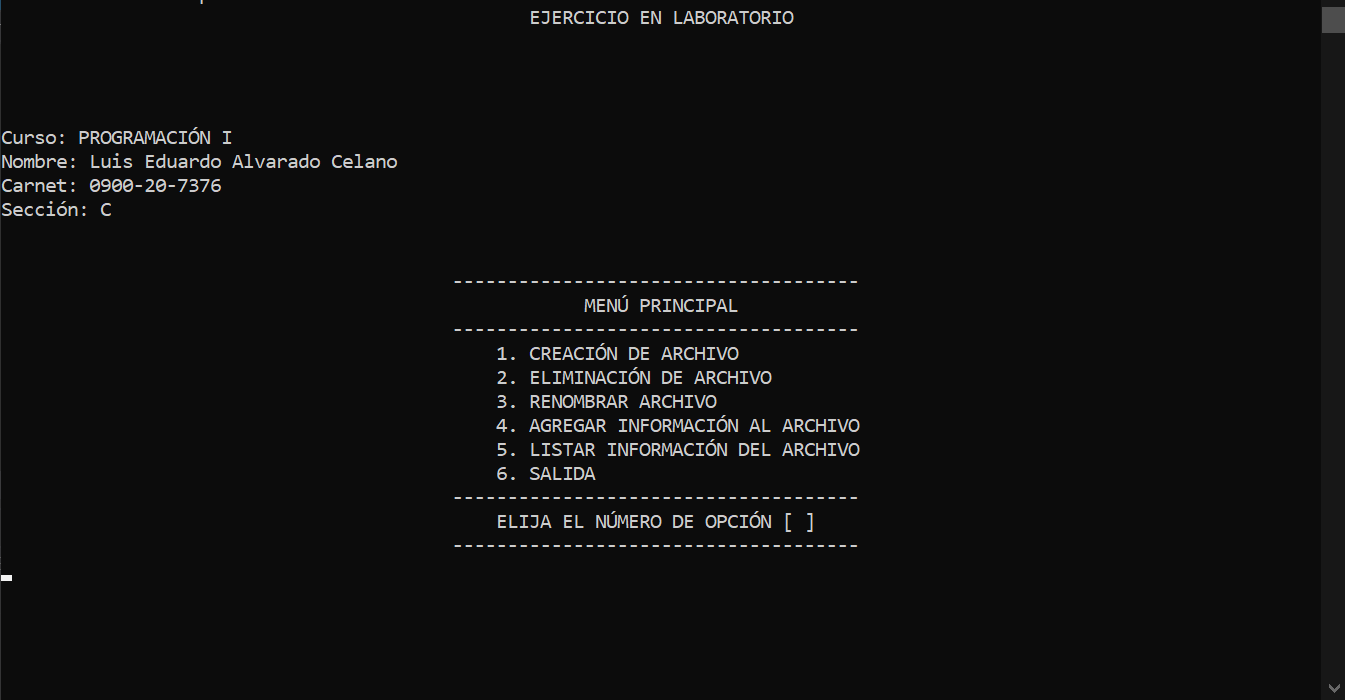 EJERCICIO EN LABORATORIO
Curso: PROGRAMACIÓN I
Nombre: Luis Eduardo Alvarado Celano
Carnet: 0900-20-7376
Sección: C
-------------------------------------
MENÚ PRINCIPAL
-------------------------------------
1. CREACIÓN DE ARCHIVO
2. ELIMINACIÓN DE ARCHIVO
3. RENOMBRAR ARCHIVO
4. AGREGAR INFORMACIÓN AL ARCHIVO
5. LISTAR INFORMACIÓN DEL ARCHIVO
6. SALIDA
-------------------------------------
ELIJA EL NÚMERO DE OPCIÓN [ ]
-------------------------------------